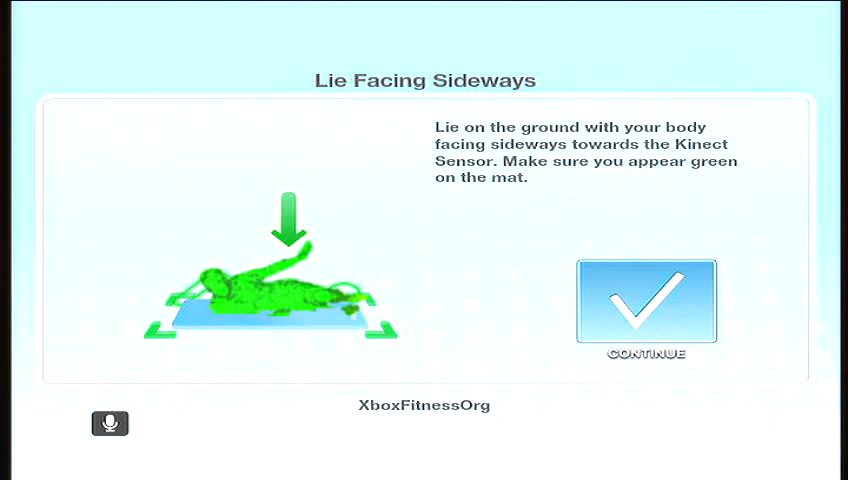 Lie Facing Sideways
Lie on the ground with your body
facing sideways towards the Kinect
Sensor. Make sure you appear green
on the mat.
CONTINUE
XboxFitnessOrg